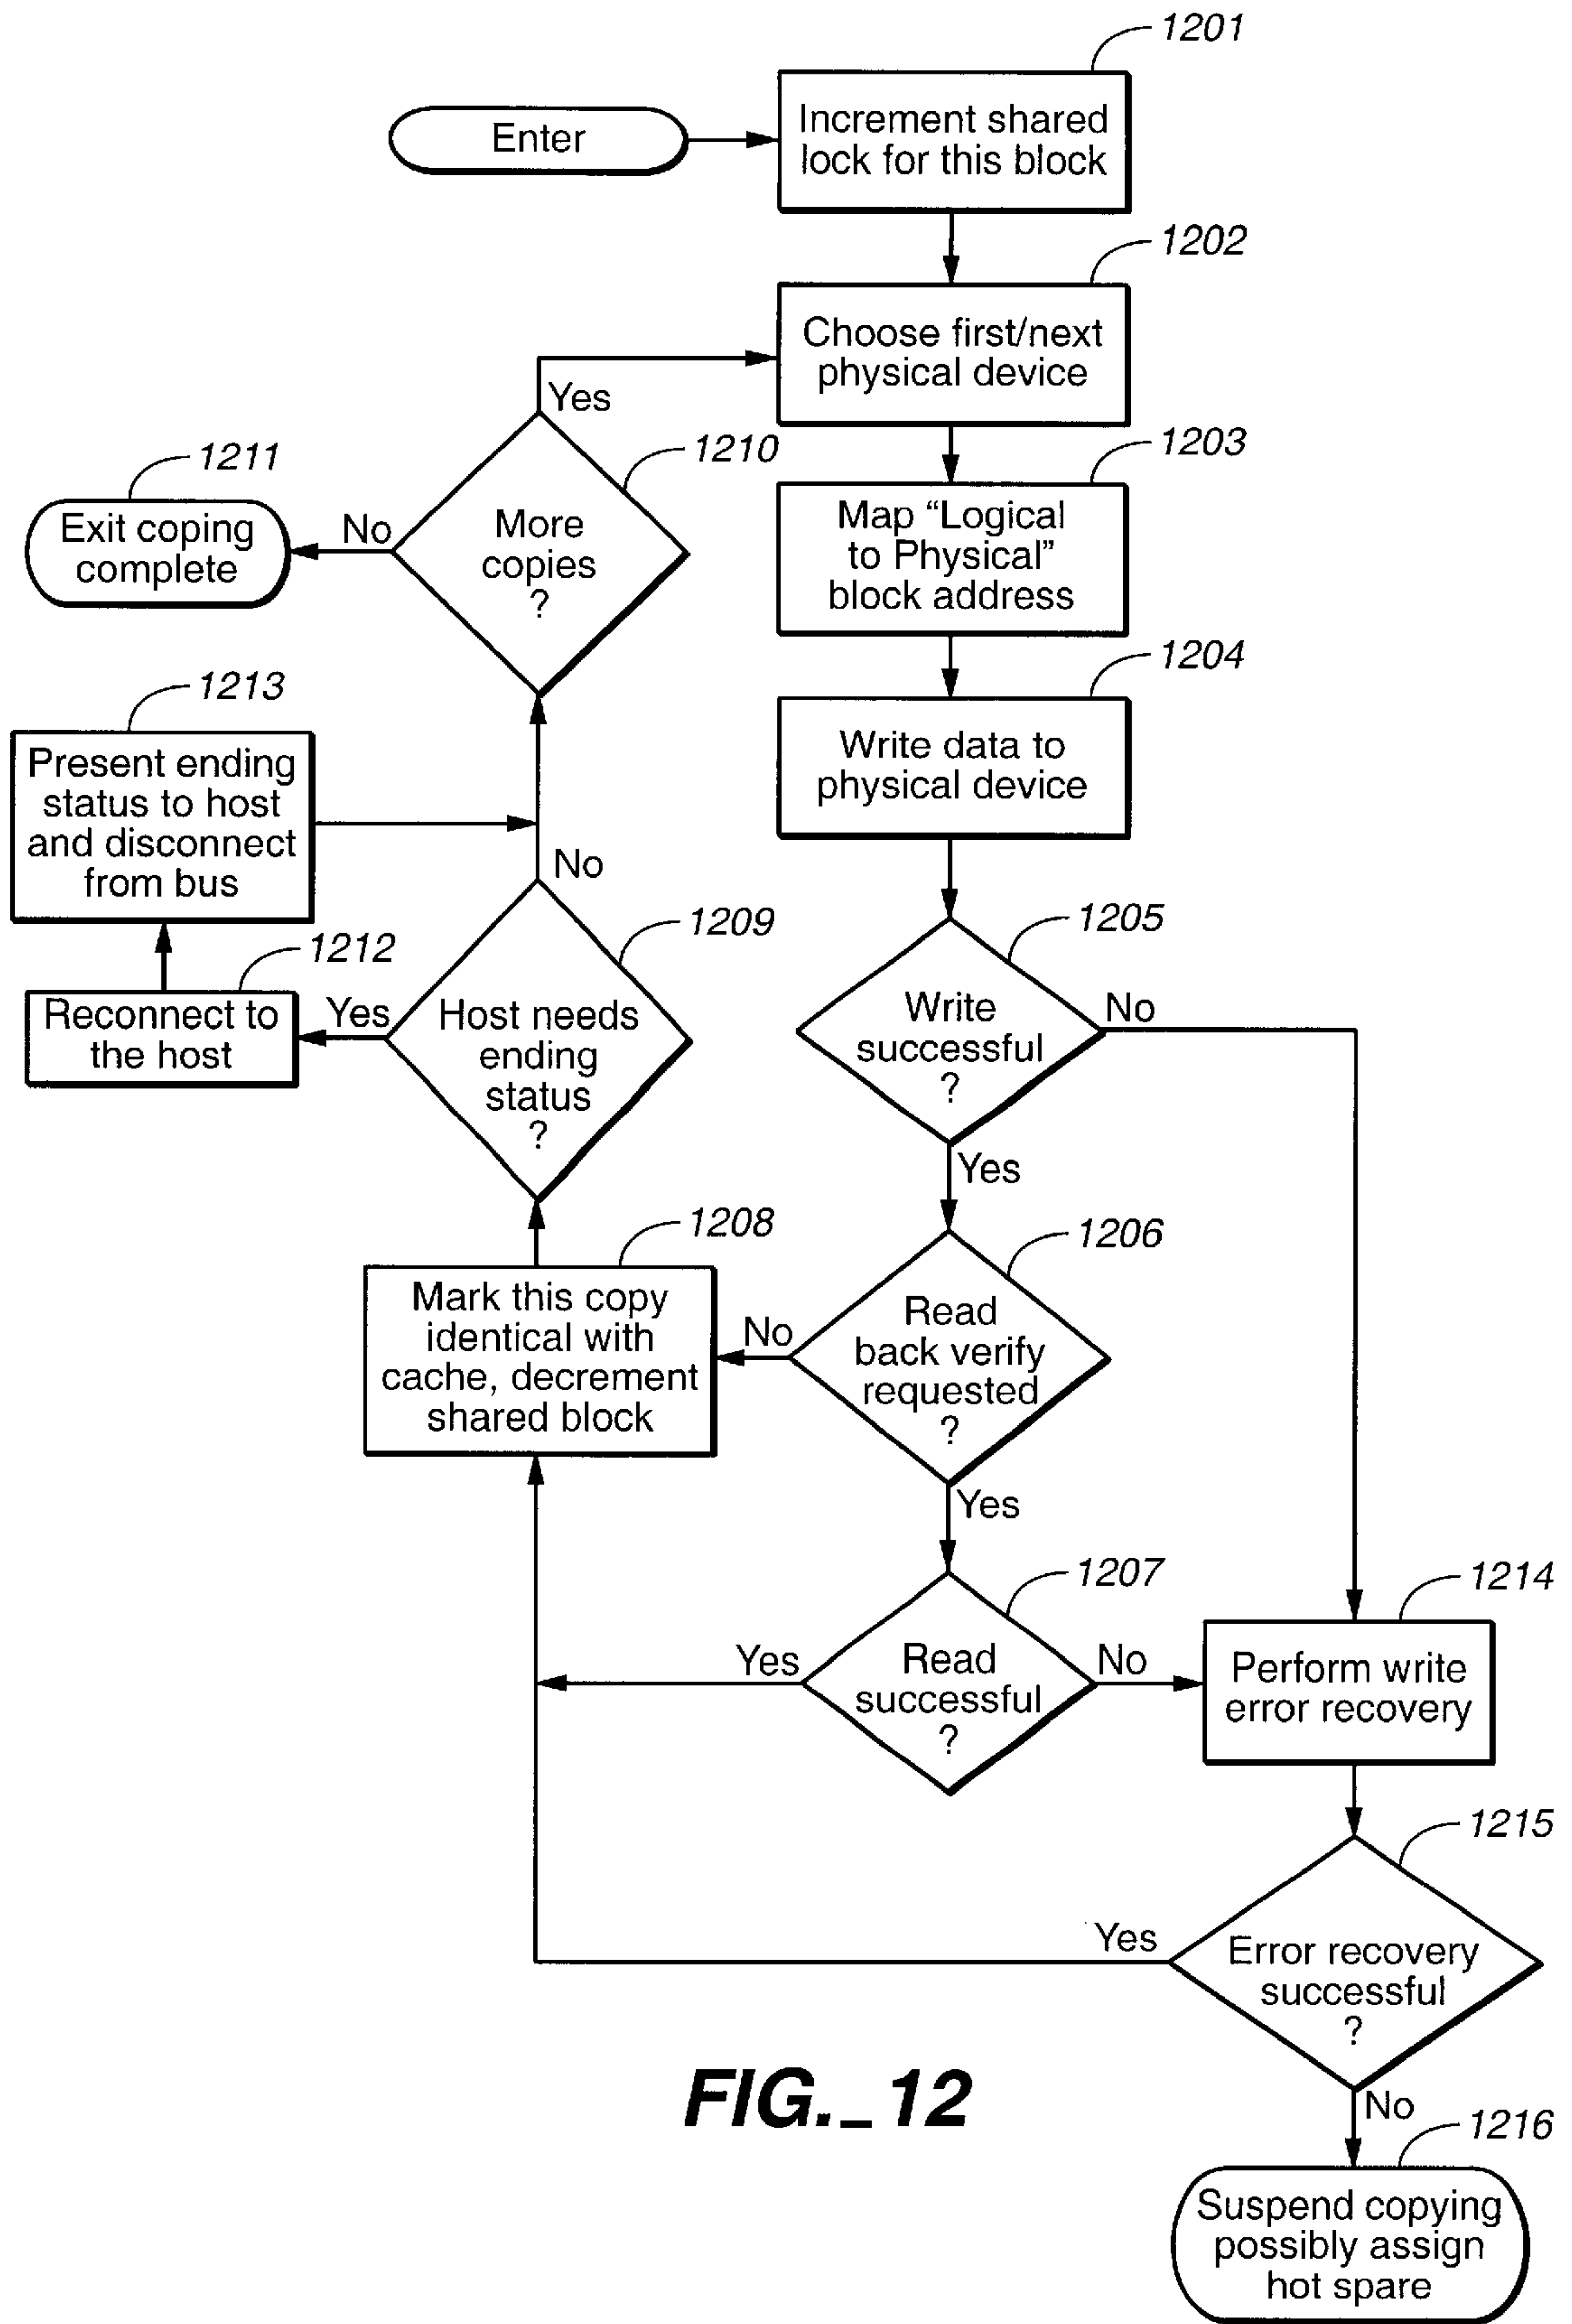 1201
Enter
Increment shared
lock for this block
1202
Choose first/next
physical device
Yes
1203
1210
1211
Map “Logical
to Physical”
block address
More
copies
?
No
Exit coping
complete
1204
1213
Write data to
physical device
Present ending
status to host
and disconnect
from bus
No
1205
1209
1212
Write
successful
?
No
Host needs
ending
status
?
Yes
Reconnect to
the host
Yes
1206
1208
Read
back verify
requested
?
No
Mark this copy
identical with
cache, decrement
shared block
Yes
1207
1214
Read
successful
?
Yes
No
Perform write
error recovery
1215
Yes
Error recovery
successful
?
FIG._12
No
1216
Suspend copying
possibly assign
hot spare